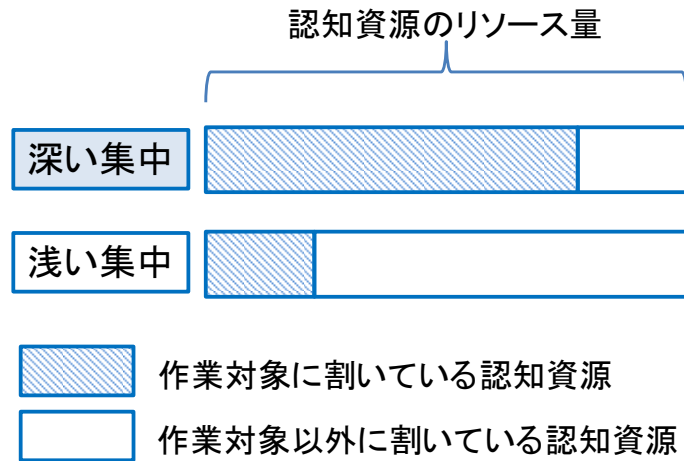 認知資源のリソース量
深い集中
浅い集中
作業対象に割いている認知資源
作業対象以外に割いている認知資源